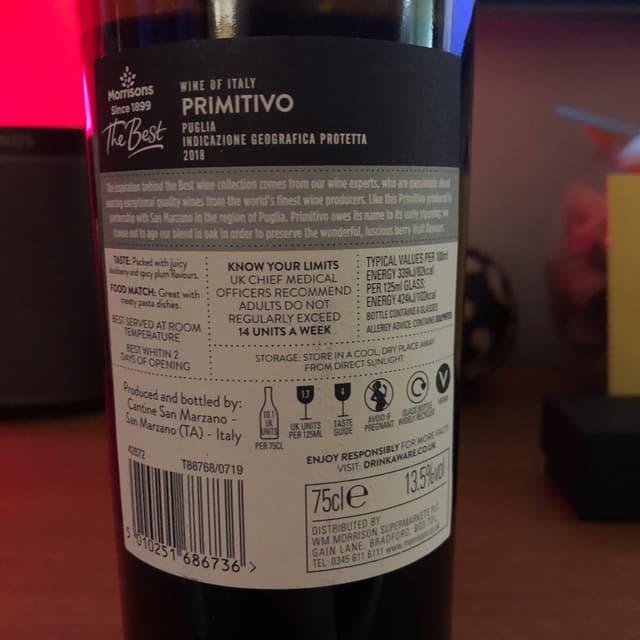 Morrisons
Since 1899
The Best
WINE OF ITALY
PRIMITIVO
PUGLIA
INDICAZIONE GEOGRAFICA PROTETTA
2018
The inspiration behind the Best wine collection comes from our wine experts, who are passionate about
sourcing exceptional quality wines from the world's finest wine producers. Like this Primitivo produced in
partnership with San Marzano in the region of Puglia. Primitivo owes its name to its early ripening; we
choose not to age our blend in oak in order to preserve the wonderful, luscious berry fruit flavours.
TASTE: Packed with juicy
blackberry and spicy plum flavours.
FOOD MATCH: Great with
meaty pasta dishes.
BEST SERVED AT ROOM
TEMPERATURE
BEST WHITIN 2
DAYS OF OPENING
KNOW YOUR LIMITS
UK CHIEF MEDICAL
OFFICERS RECOMMEND
ADULTS DO NOT
REGULARLY EXCEED
14 UNITS A WEEK
TYPICAL VALUES PER 100ml
ENERGY 339kJ/82kcal
PER 125ml GLASS:
ENERGY 424kJ/102kcal
BOTTLE CONTAINS 6 GLASSES
ALLERGY ADVICE: CONTAINS SULPHITES
STORAGE: STORE IN A COOL, DRY PLACE AWAY
FROM DIRECT SUNLIGHT.
Produced and bottled by:
Cantine San Marzano -
San Marzano (TA) - Italy
10.1
UK
UNITS
PER 75CL
1.7
UK UNITS
PER 125ML
TASTE
GUIDE
AVOID IF
PREGNANT
GLASS BOTTLE
WIDELY RECYCLED
V
VEGAN
ENJOY RESPONSIBLY FOR MORE FACTS
VISIT: DRINKAWARE.CO.UK
42872
T88768/0719
5 010251 686736 >
75cl e
13.5%vol
DISTRIBUTED BY
WM MORRISON SUPERMARKETS PLC,
GAIN LANE, BRADFORD,
TEL: 0345 611 6111 www.morrisons.com